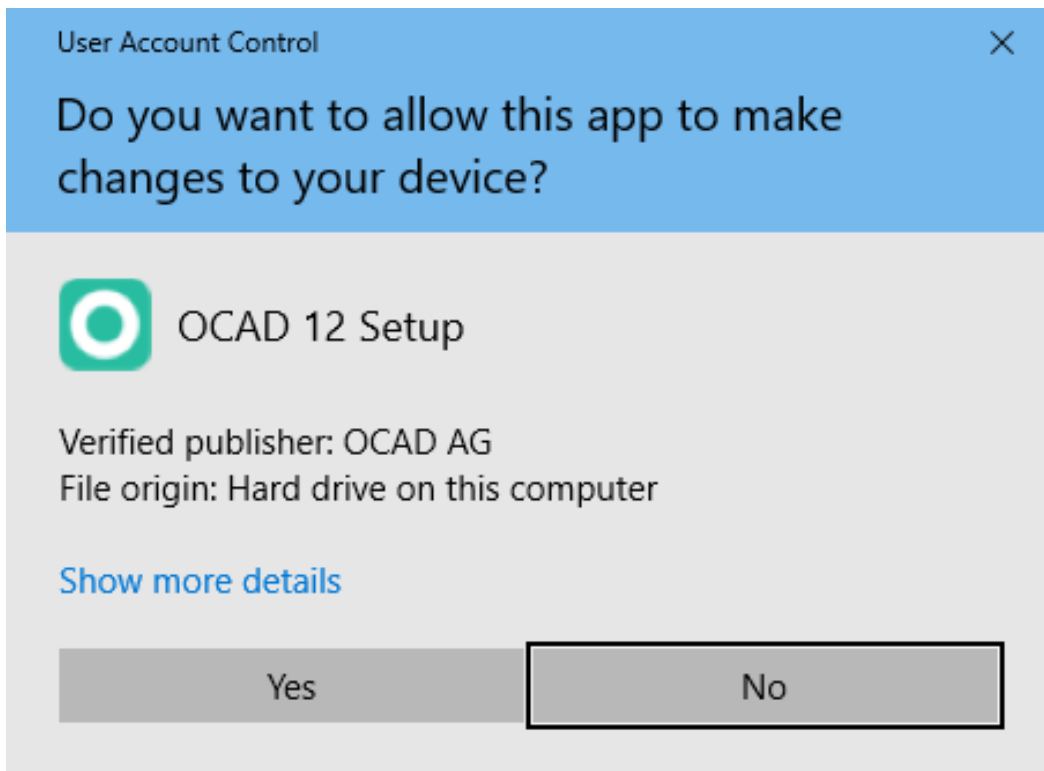 User Account Control
Do you want to allow this app to make
changes to your device?
OCAD 12 Setup
Verified publisher: OCAD AG
File origin: Hard drive on this computer
Show more details
Yes
No